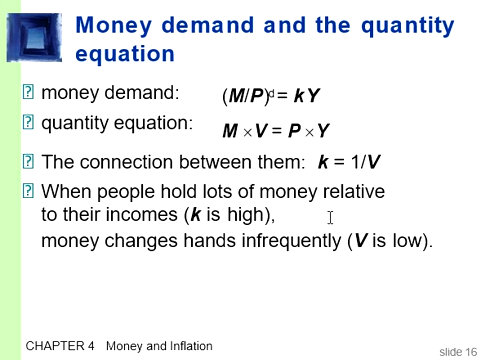 Money demand and the quantity
equation
money demand: (M/P)ᵈ = kY
quantity equation: M × V = P × Y
The connection between them: k = 1/V
When people hold lots of money relative
to their incomes (k is high),
money changes hands infrequently (V is low).
CHAPTER 4 Money and Inflation
slide 16